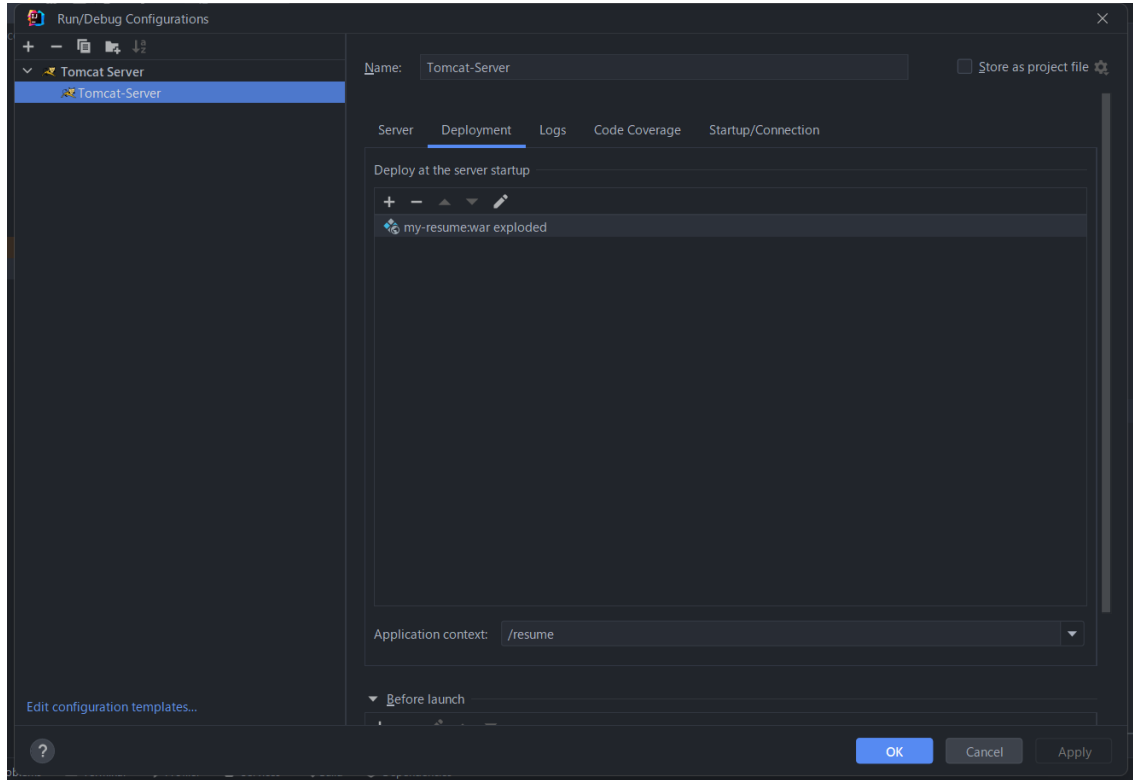 Run/Debug Configurations
Tomcat Server
Tomcat-Server
Edit configuration templates...
Name: Tomcat-Server
Store as project file
Server Deployment Logs Code Coverage Startup/Connection
Deploy at the server startup
my-resume:war exploded
Application context: /resume
Before launch
?
OK Cancel Apply